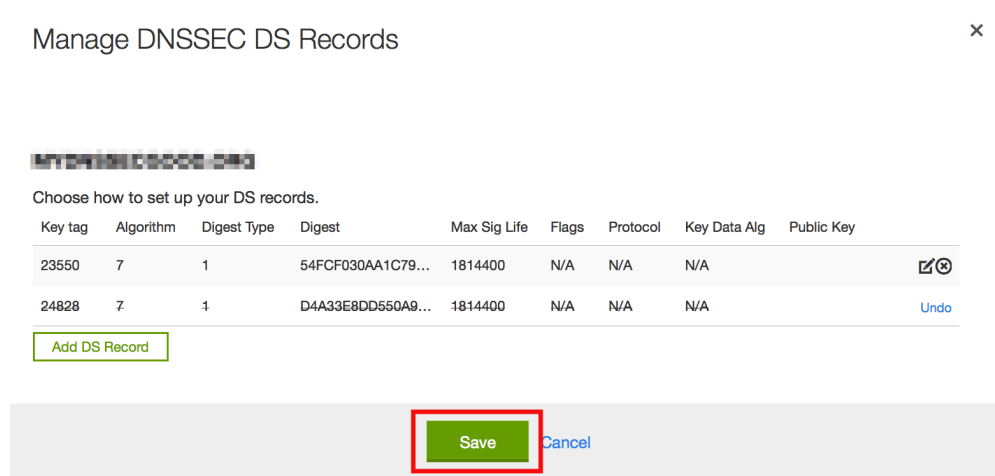 Manage DNSSEC DS Records
Choose how to set up your DS records.
Key tag Algorithm Digest Type Digest Max Sig Life Flags Protocol Key Data Alg Public Key
23550 7 1 54FCF030AA1C79... 1814400 N/A N/A N/A
24828 7 1 D4A33E8DD550A9... 1814400 N/A N/A N/A Undo
Add DS Record
Save Cancel